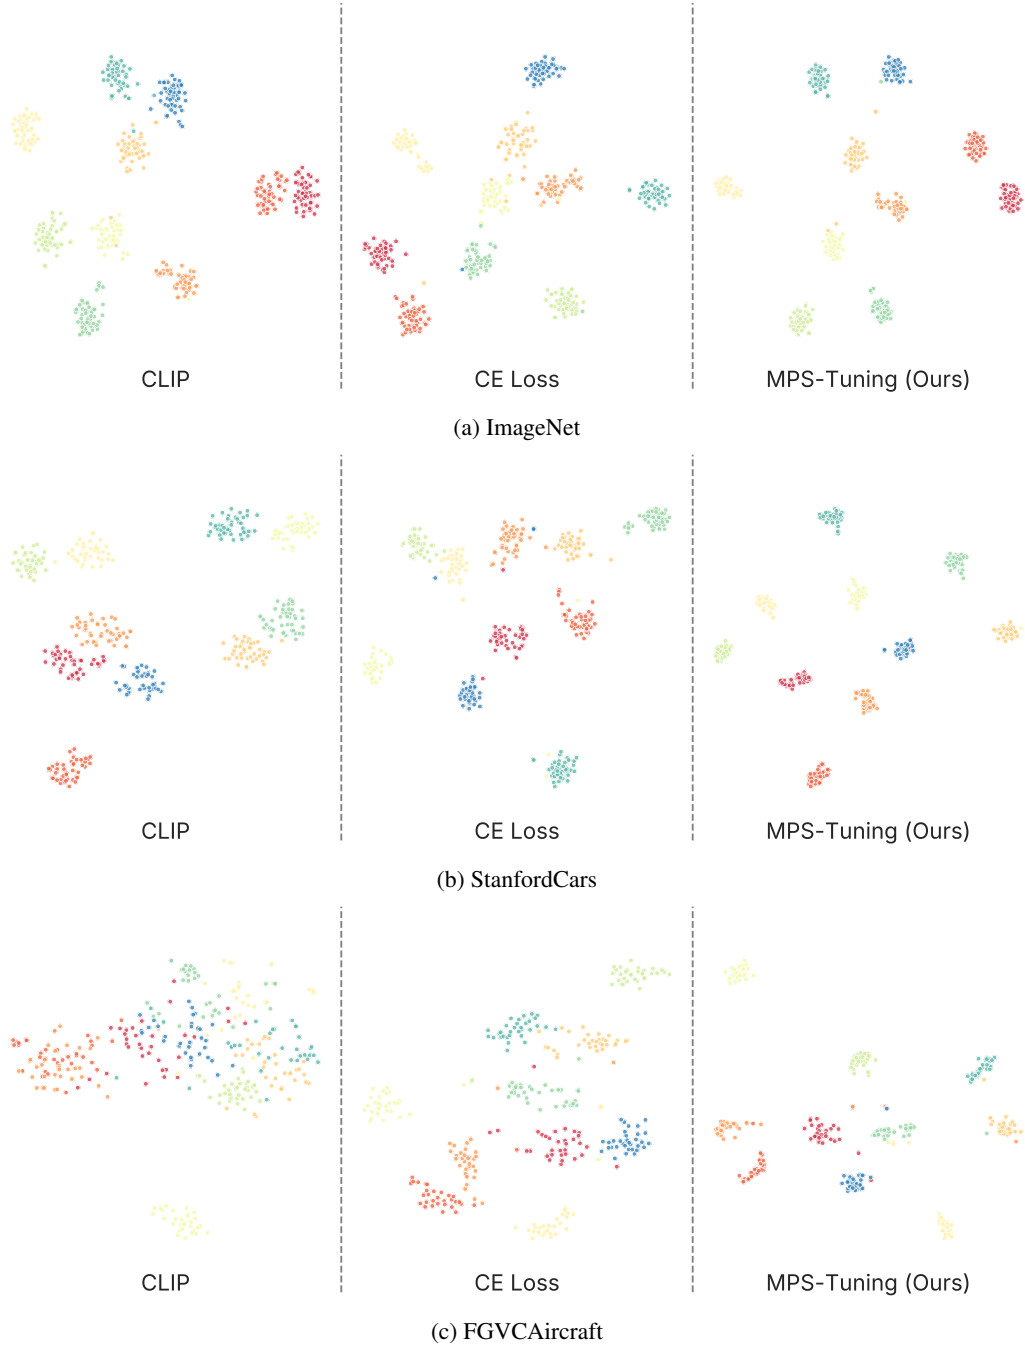 CLIP
CE Loss
MPS-Tuning (Ours)
(a) ImageNet
CLIP
CE Loss
MPS-Tuning (Ours)
(b) StanfordCars
CLIP
CE Loss
MPS-Tuning (Ours)
(c) FGVCAircraft